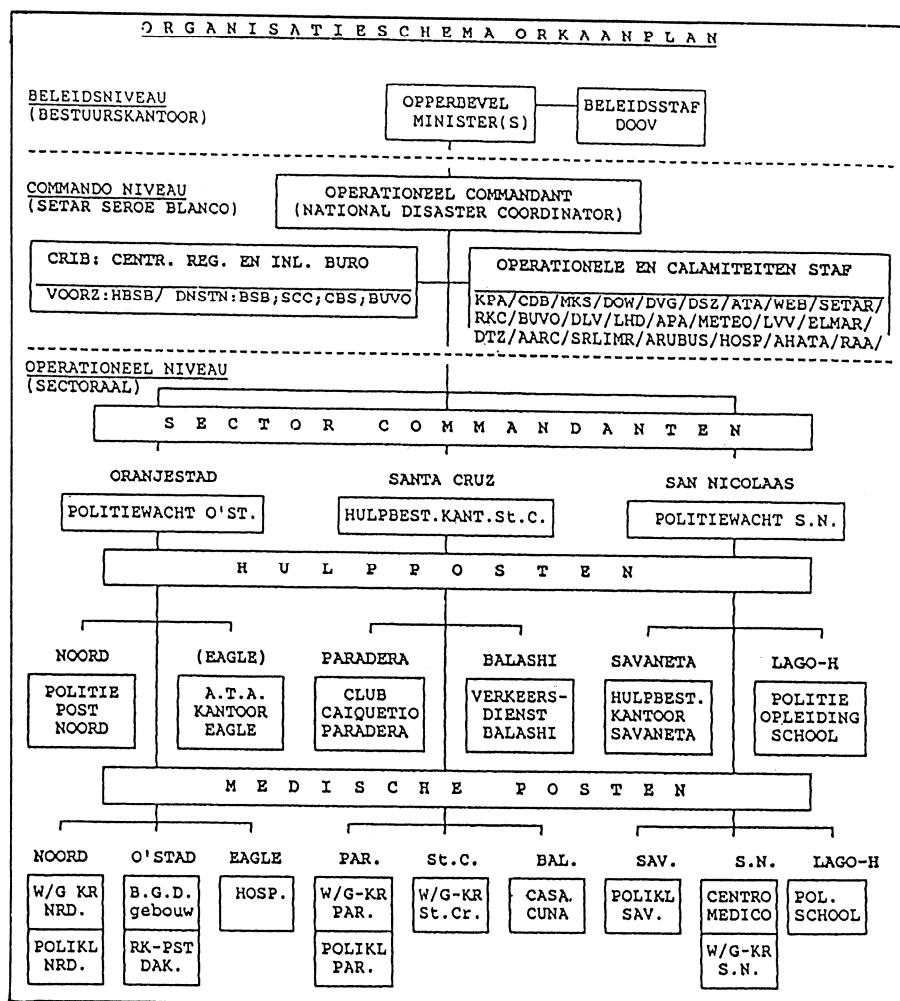 ORGANISATIESCHEMA ORKAANPLAN
BELEIDSNIVEAU
(BESTUURSKANTOOR)
OPPERBEVEL
MINISTER(S)
BELEIDSSTAF
DOOV
COMMANDO NIVEAU
(SETAR SEROE BLANCO)
OPERATIONEEL COMMANDANT
(NATIONAL DISASTER COORDINATOR)
CRIB: CENTR. REG. EN INL. BURO
VOORZ:HBSB/ DNSTN:BSB;SCC;CBS;BUVO
OPERATIONELE EN CALAMITEITEN STAF
KPA/CDB/MKS/DOW/DVG/DSZ/ATA/WEB/SETAR/
RKC/BUVO/DLV/LHD/APA/METEO/LVV/ELMAR/
DTZ/AARC/SRLIMR/ARUBUS/HOSP/AHATA/RAA/
OPERATIONEEL NIVEAU
(SECTORAAL)
SECTOR COMMANDANTEN
ORANJESTAD
POLITIEWACHT O'ST.
SANTA CRUZ
HULPBEST.KANT.St.C.
SAN NICOLAAS
POLITIEWACHT S.N.
HULPPOSTEN
NOORD
POLITIE
POST
NOORD
(EAGLE)
A.T.A.
KANTOOR
EAGLE
PARADERA
CLUB
CAIQUETIO
PARADERA
BALASHI
VERKEERS-
DIENST
BALASHI
SAVANETA
HULPBEST.
KANTOOR
SAVANETA
LAGO-H
POLITIE
OPLEIDING
SCHOOL
MEDISCHE POSTEN
NOORD
W/G KR
NRD.
POLIKL
NRD.
O'STAD
B.G.D.
gebouw
RK-PST
DAK.
EAGLE
HOSP.
PAR.
W/G-KR
PAR.
POLIKL
PAR.
St.C.
W/G-KR
St.Cr.
BAL.
CASA.
CUNA
SAV.
POLIKL
SAV.
S.N.
CENTRO
MEDICO
W/G-KR
S.N.
LAGO-H
POL.
SCHOOL